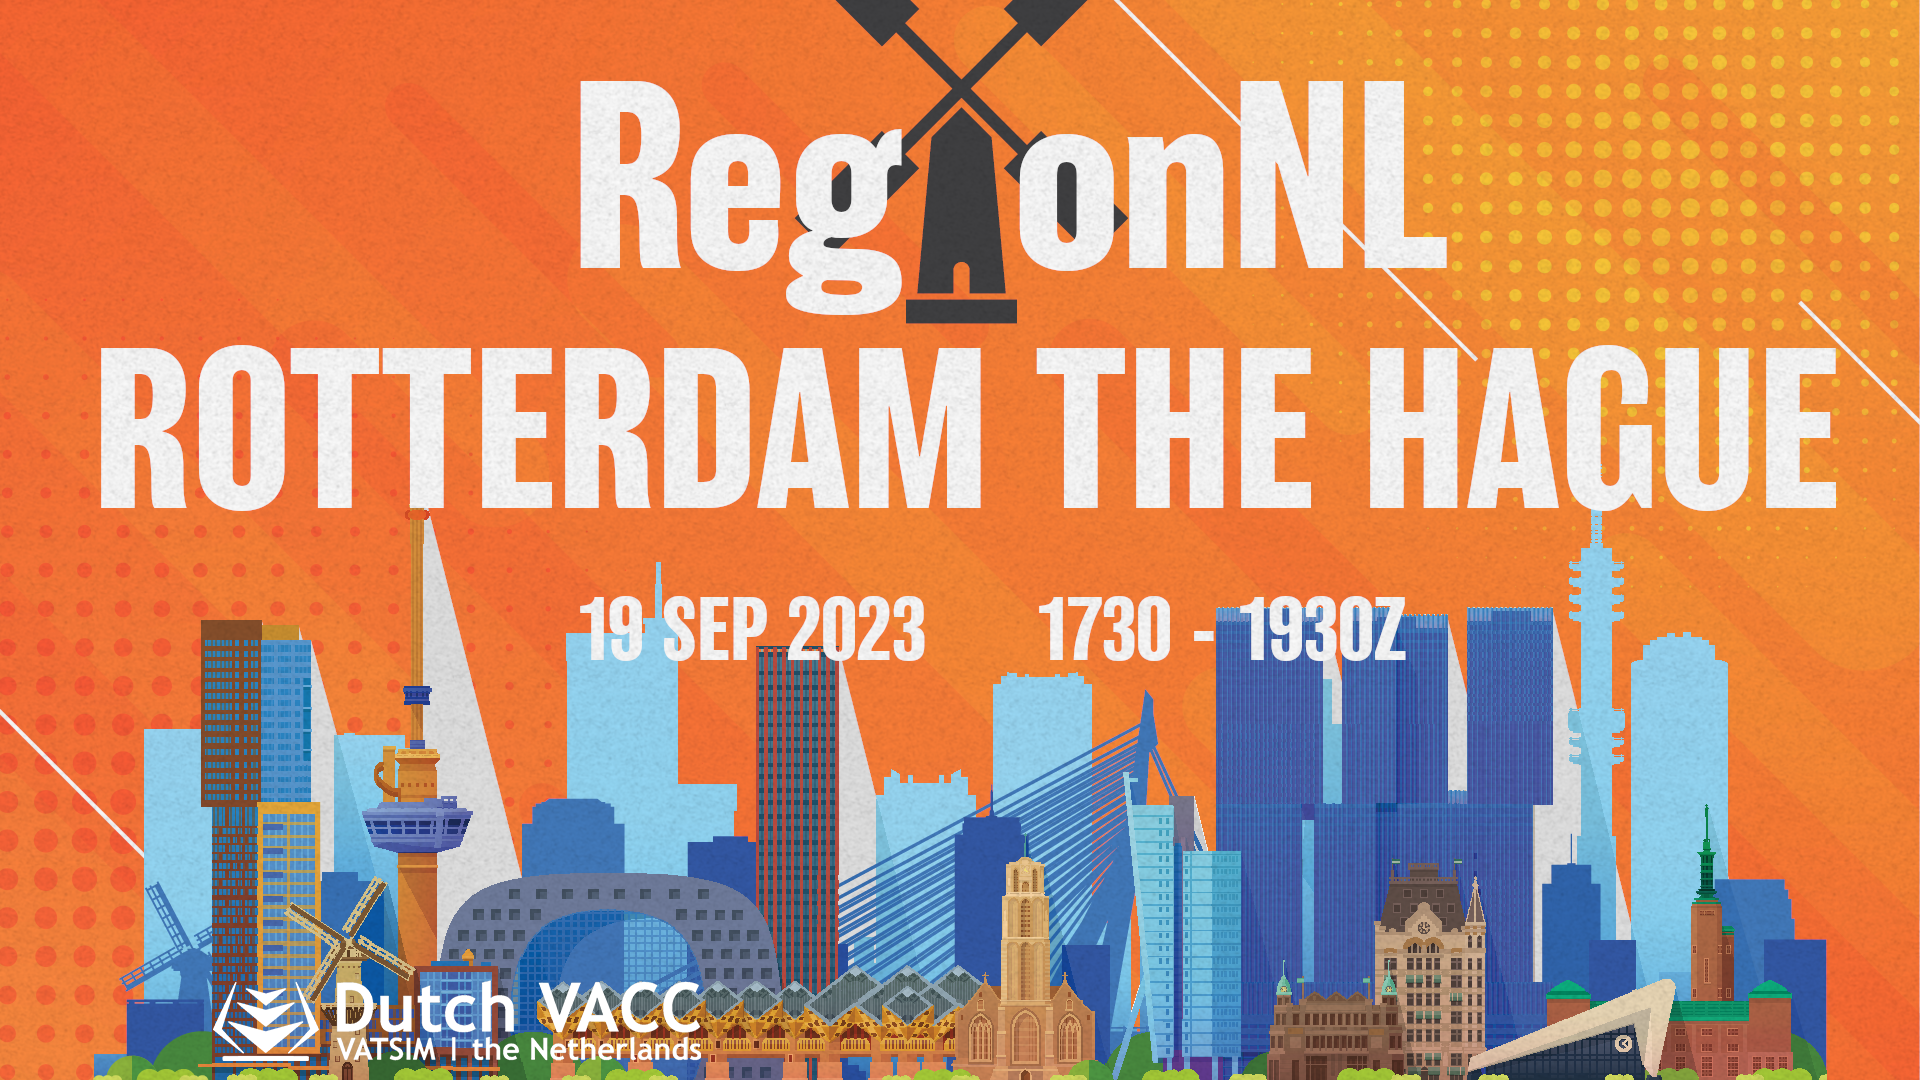 RegionNL
ROTTERDAM THE HAGUE
19 SEP 2023 1730 - 1930Z
Dutch VACC
VATSIM | the Netherlands